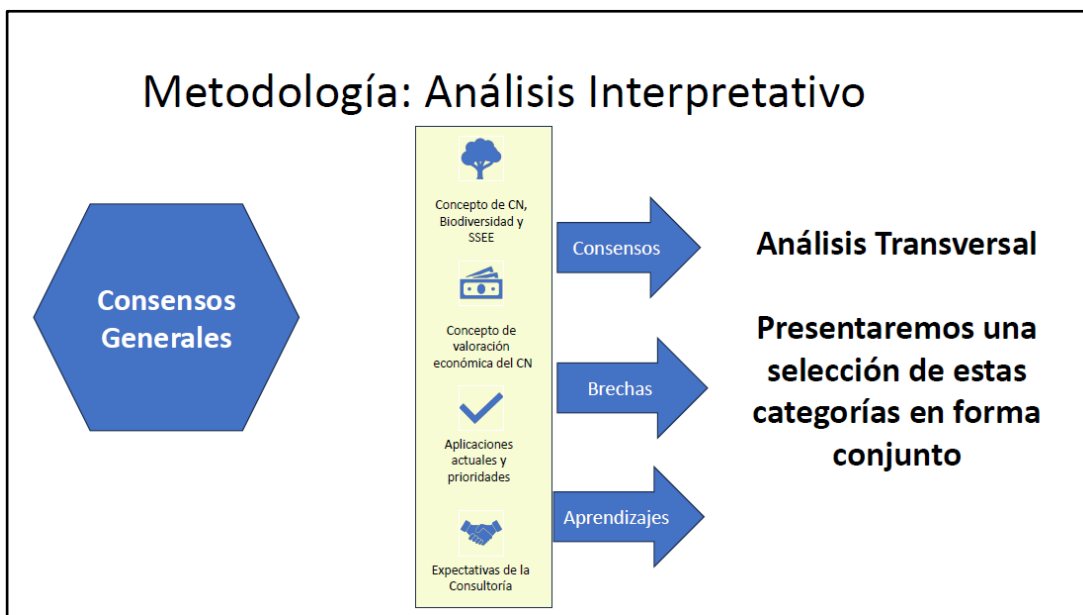 Metodología: Análisis Interpretativo
Consensos
Generales
Concepto de CN,
Biodiversidad y
SSEE
Concepto de
valoración
económica del CN
Aplicaciones
actuales y
prioridades
Expectativas de la
Consultoría
Consensos
Brechas
Aprendizajes
Análisis Transversal
Presentaremos una
selección de estas
categorías en forma
conjunto